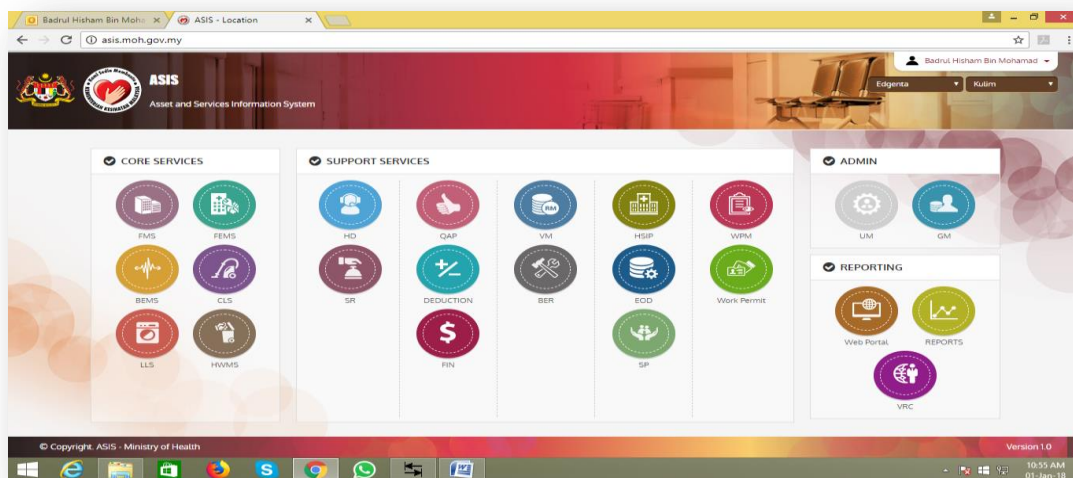 Badrul Hisham Bin Moha
ASIS - Location
asis.moh.gov.my
Badrul Hisham Bin Mohamad
ASIS
Asset and Services Information System
Edgenta
Kulim
CORE SERVICES
FMS
FEMS
BEMS
CLS
LLS
HWMS
SUPPORT SERVICES
HD
QAP
VM
RM
HSIP
WPM
SR
DEDUCTION
BER
EOD
Work Permit
FIN
SP
ADMIN
UM
GM
REPORTING
Web Portal
REPORTS
VRC
© Copyright. ASIS - Ministry of Health
Version 1.0
10:55 AM
01-Jan-18